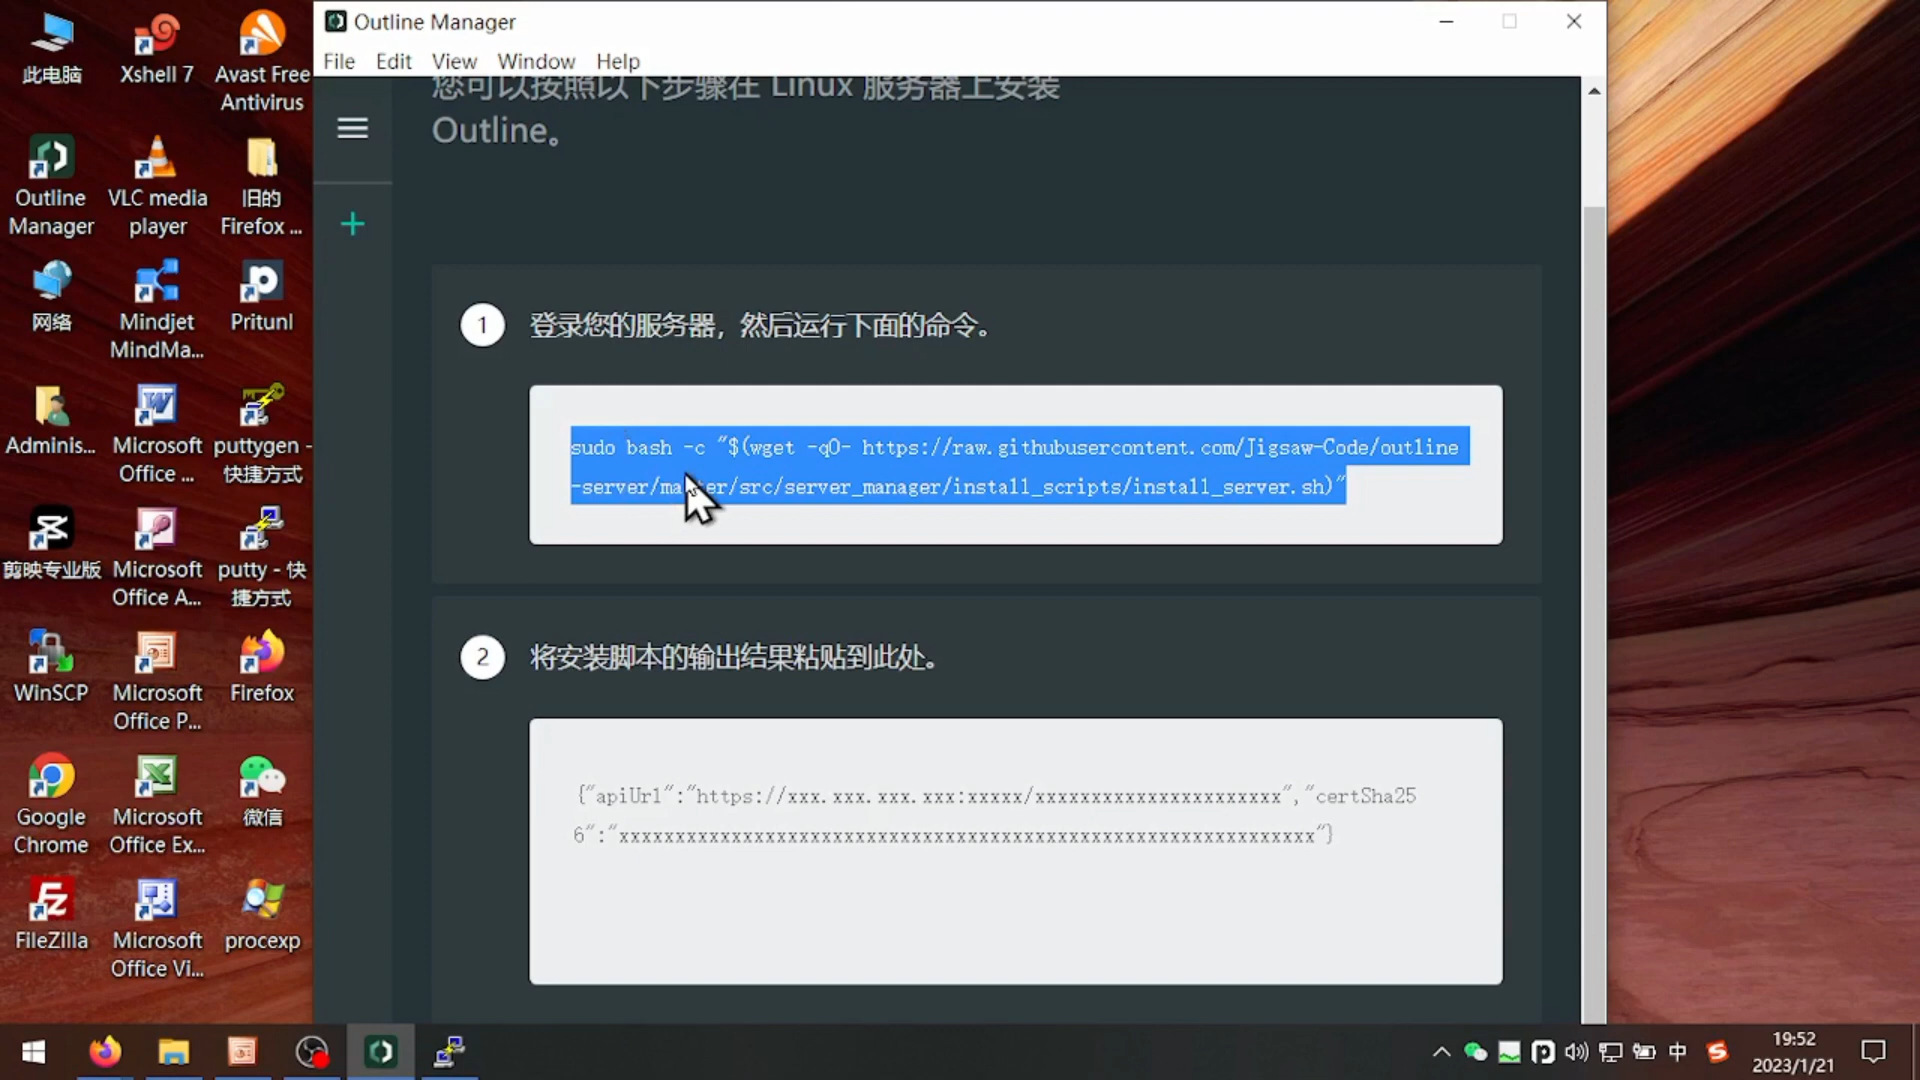 Outline Manager
File Edit View Window Help
您可以按照以下步骤在 Linux 服务器上安装
Outline。
1 登录您的服务器，然后运行下面的命令。
sudo bash -c "$(wget -qO- https://raw.githubusercontent.com/Jigsaw-Code/outline
-server/master/src/server_manager/install_scripts/install_server.sh)"
2 将安装脚本的输出结果粘贴到此处。
{"apiUrl":"https://xxx.xxx.xxx.xxx:xxxxx/xxxxxxxxxxxxxxxxxxxxxx","certSha25
6":"xxxxxxxxxxxxxxxxxxxxxxxxxxxxxxxxxxxxxxxxxxxxxxxxxxxxxxxxxxxxxx"}
此电脑
Xshell 7
Avast Free
Antivirus
Outline
Manager
VLC media
player
旧的
Firefox ...
网络
Mindjet
MindMa...
Pritunl
Adminis...
Microsoft
Office ...
puttygen -
快捷方式
剪映专业版
Microsoft
Office A...
putty - 快
捷方式
WinSCP
Microsoft
Office P...
Firefox
Google
Chrome
Microsoft
Office Ex...
微信
FileZilla
Microsoft
Office Vi...
procexp
中
19:52
2023/1/21